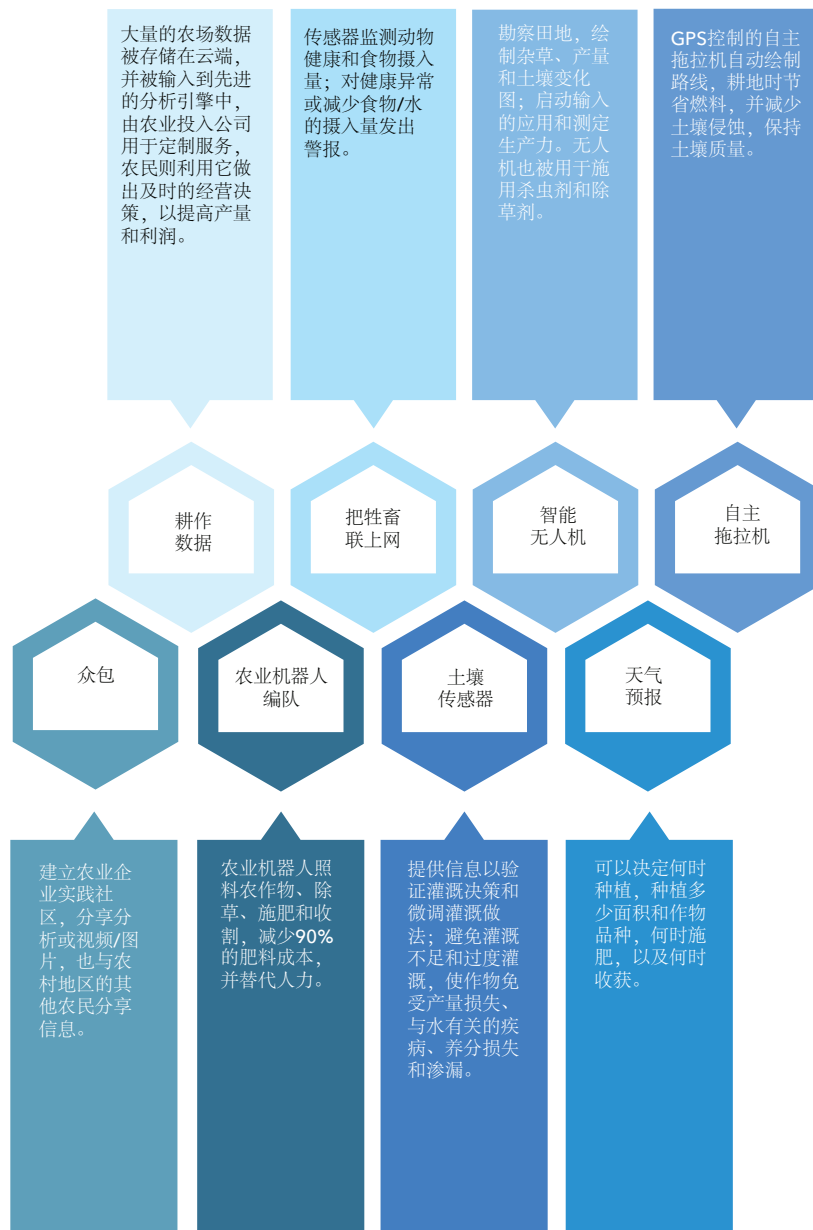 大量的农场数据
被存储在云端，
并被输入到先进
的分析引擎中，
由农业投入公司
用于定制服务，
农民则利用它做
出及时的经营决
策，以提高产量
和利润。
传感器监测动物
健康和食物摄入
量；对健康异常
或减少食物/水
的摄入量发出
警报。
勘察田地，绘
制杂草、产量
和土壤变化
图；启动输入
的应用和测定
生产力。无人
机也被用于施
用杀虫剂和除
草剂。
GPS控制的自主
拖拉机自动绘制
路线，耕地时节
省燃料，并减少
土壤侵蚀，保持
土壤质量。
耕作
数据
把牲畜
联上网
智能
无人机
自主
拖拉机
众包
农业机器人
编队
土壤
传感器
天气
预报
建立农业企
业实践社
区，分享分
析或视频/图
片，也与农
村地区的其
他农民分享
信息。
农业机器人照
料农作物、除
草、施肥和收
割，减少90%
的肥料成本，
并替代人力。
提供信息以验
证灌溉决策和
微调灌溉做
法；避免灌溉
不足和过度灌
溉，使作物免
受产量损失、
与水有关的疾
病、养分损失
和渗漏。
可以决定何时
种植，种植多
少面积和作物
品种，何时施
肥，以及何时
收获。